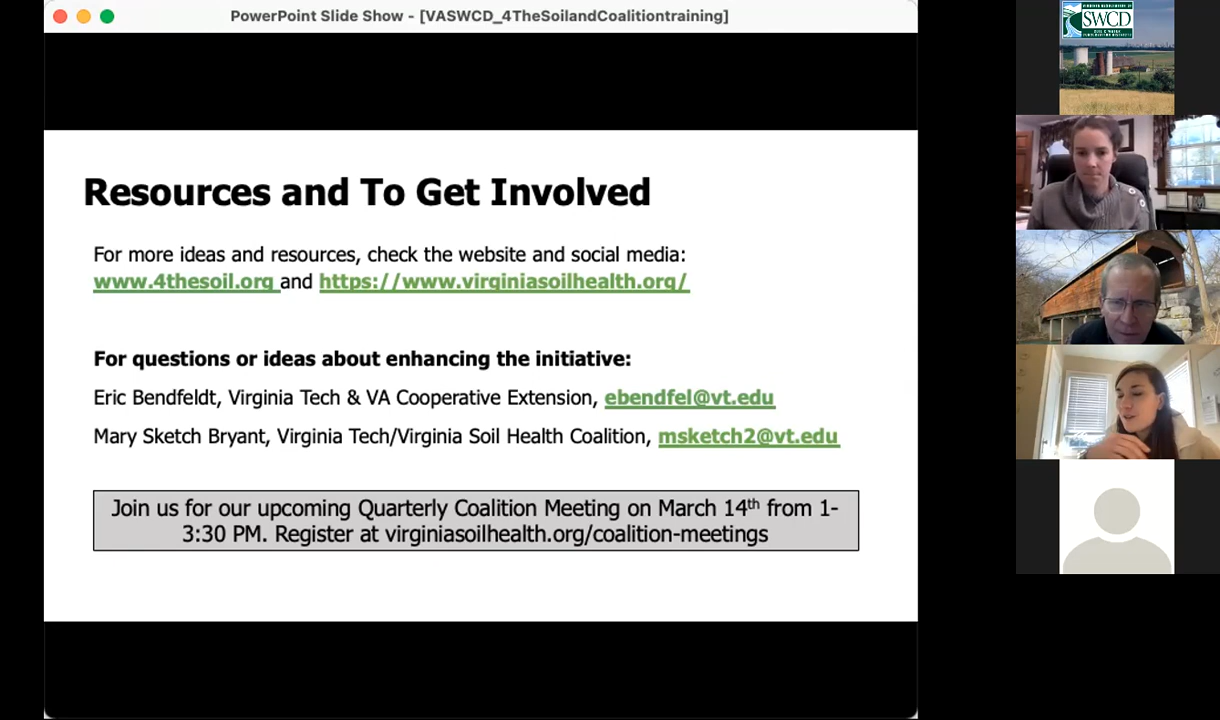 PowerPoint Slide Show - [VASWCD_4TheSoilandCoalitiontraining]
Resources and To Get Involved
For more ideas and resources, check the website and social media:
www.4thesoil.org and https://www.virginiasoilhealth.org/
For questions or ideas about enhancing the initiative:
Eric Bendfeldt, Virginia Tech & VA Cooperative Extension, ebendfel@vt.edu
Mary Sketch Bryant, Virginia Tech/Virginia Soil Health Coalition, msketch2@vt.edu
Join us for our upcoming Quarterly Coalition Meeting on March 14th from 1-
3:30 PM. Register at virginiasoilhealth.org/coalition-meetings
SWCD